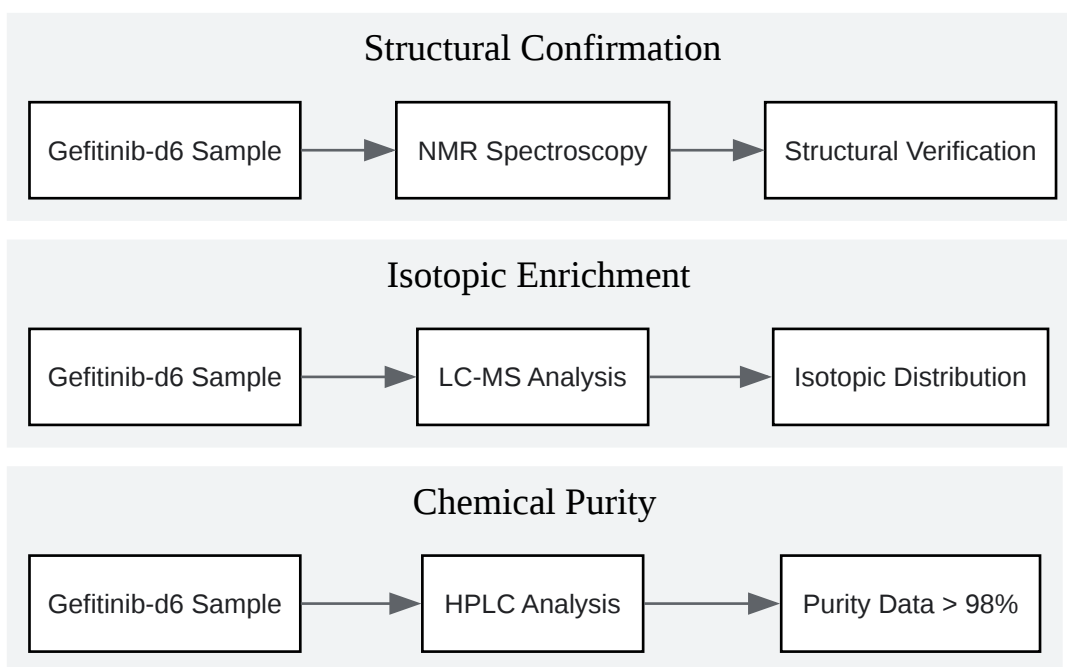 Structural Confirmation
Gefitinib-d6 Sample
NMR Spectroscopy
Structural Verification
Isotopic Enrichment
Gefitinib-d6 Sample
LC-MS Analysis
Isotopic Distribution
Chemical Purity
Gefitinib-d6 Sample
HPLC Analysis
Purity Data > 98%